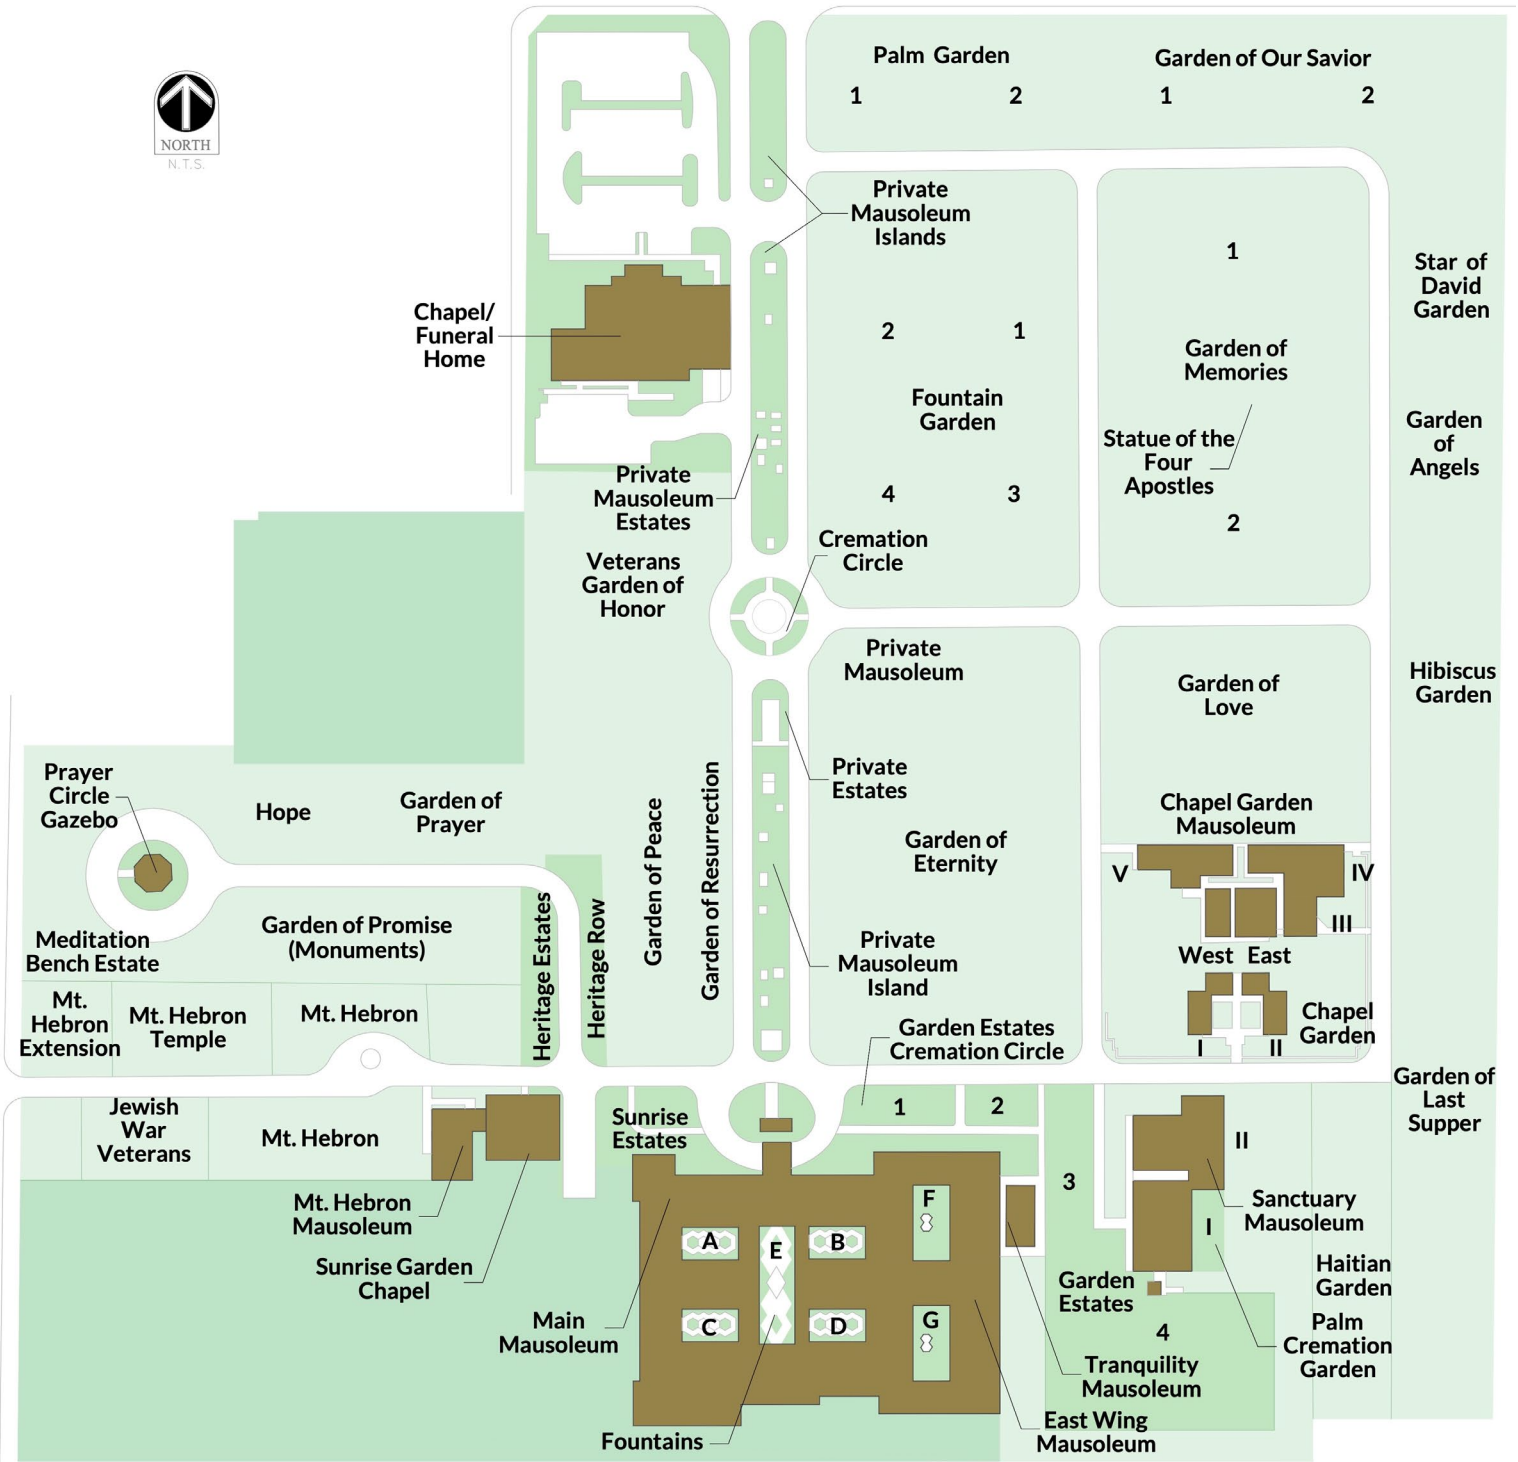 NORTH
N.T.S.
Palm Garden
1
2
Garden of Our Savior
1
2
Private
Mausoleum
Islands
1
Star of
David
Garden
Chapel/
Funeral
Home
2
1
Garden of
Memories
Fountain
Garden
Statue of the
Four
Apostles
Garden
of
Angels
Private
Mausoleum
Estates
4
3
2
Cremation
Circle
Veterans
Garden of
Honor
Private
Mausoleum
Garden of
Love
Hibiscus
Garden
Prayer
Circle
Gazebo
Hope
Garden of
Prayer
Garden of Peace
Garden of Resurrection
Private
Estates
Garden of
Eternity
Chapel Garden
Mausoleum
V
IV
III
West
East
Meditation
Bench Estate
Garden of Promise
(Monuments)
Heritage Estates
Heritage Row
Private
Mausoleum
Island
Mt.
Hebron
Extension
Mt. Hebron
Temple
Mt. Hebron
Garden Estates
Cremation Circle
Chapel
Garden
I
II
Jewish
War
Veterans
Mt. Hebron
Sunrise
Estates
1
2
Garden of
Last
Supper
II
3
Mt. Hebron
Mausoleum
Sunrise Garden
Chapel
A
E
B
F
I
Sanctuary
Mausoleum
Haitian
Garden
Garden
Estates
Main
Mausoleum
C
D
G
4
Palm
Cremation
Garden
Tranquility
Mausoleum
Fountains
East Wing
Mausoleum